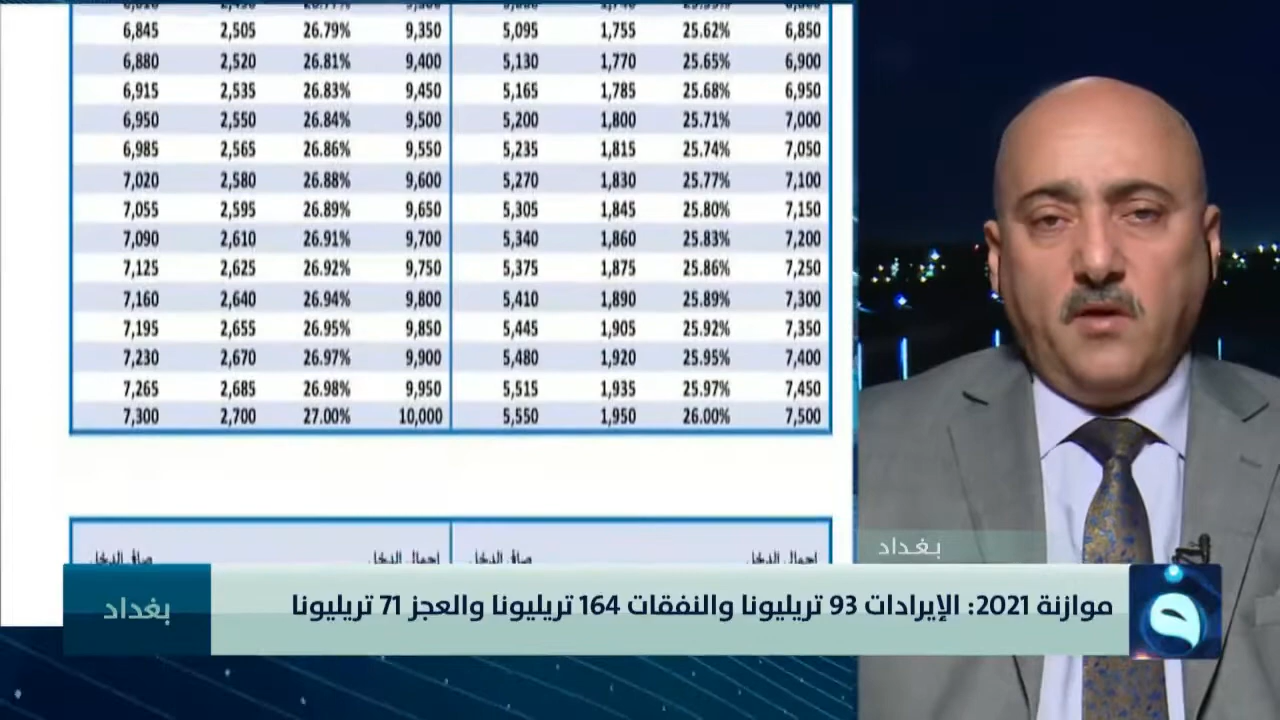 6,845 2,505 26.79% 9,350 5,095 1,755 25.62% 6,850
6,880 2,520 26.81% 9,400 5,130 1,770 25.65% 6,900
6,915 2,535 26.83% 9,450 5,165 1,785 25.68% 6,950
6,950 2,550 26.84% 9,500 5,200 1,800 25.71% 7,000
6,985 2,565 26.86% 9,550 5,235 1,815 25.74% 7,050
7,020 2,580 26.88% 9,600 5,270 1,830 25.77% 7,100
7,055 2,595 26.89% 9,650 5,305 1,845 25.80% 7,150
7,090 2,610 26.91% 9,700 5,340 1,860 25.83% 7,200
7,125 2,625 26.92% 9,750 5,375 1,875 25.86% 7,250
7,160 2,640 26.94% 9,800 5,410 1,890 25.89% 7,300
7,195 2,655 26.95% 9,850 5,445 1,905 25.92% 7,350
7,230 2,670 26.97% 9,900 5,480 1,920 25.95% 7,400
7,265 2,685 26.98% 9,950 5,515 1,935 25.97% 7,450
7,300 2,700 27.00% 10,000 5,550 1,950 26.00% 7,500
اجمالي الدخل صافي الدخل اجمالي الدخل صافي الدخل
بغداد
موازنة 2021: الإيرادات 93 تريليونا والنفقات 164 تريليونا والعجز 71 تريليونا
بغداد